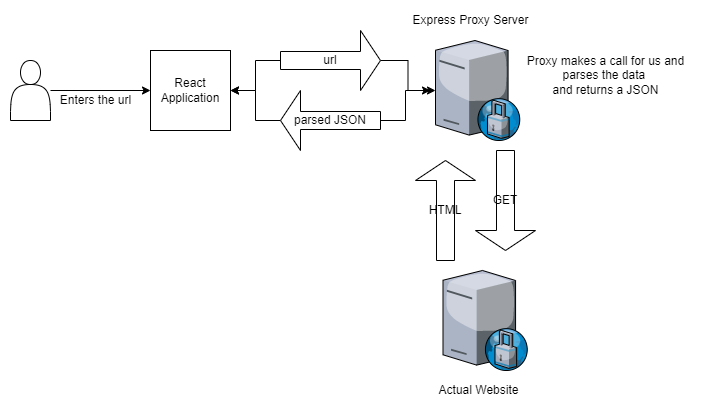 Express Proxy Server
url
Proxy makes a call for us and
parses the data
and returns a JSON
React
Application
Enters the url
parsed JSON
HTML
GET
Actual Website